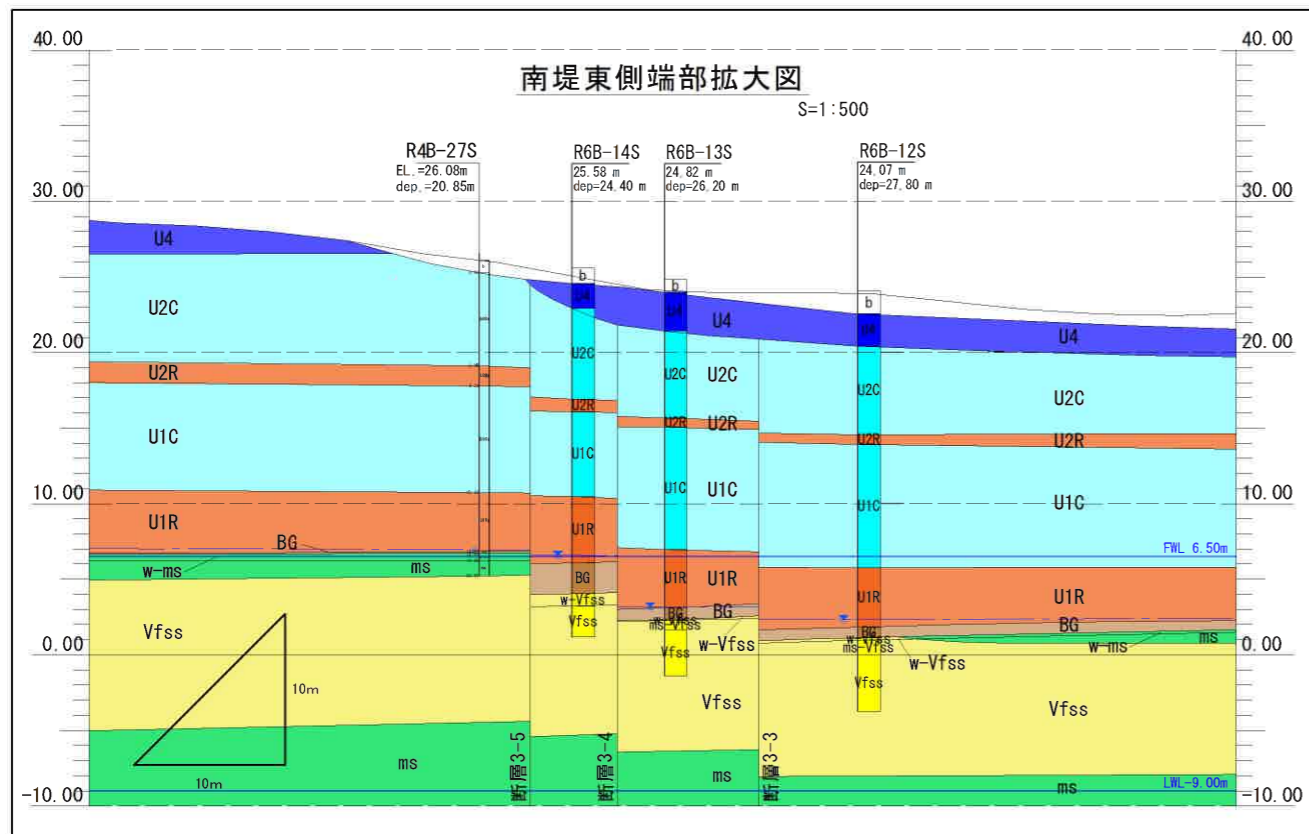 40.00
40.00
南堤東側端部拡大図
S=1:500
R4B-27S
EL.=26.08m
dep.=20.85m
R6B-14S
25.58 m
dep=24.40 m
R6B-13S
24.82 m
dep=26.20 m
R6B-12S
24.07 m
dep=27.80 m
30.00
30.00
U4
b
b
b
U4
U4
U4
U4
U4
20.00
20.00
U2C
U2C
U2C
U2C
U2C
U2C
U2R
U2R
U2R
U2R
U2R
U2R
U1C
U1C
U1C
U1C
U1C
U1C
10.00
10.00
U1R
U1R
U1R
U1R
U1R
U1R
FWL 6.50m
BG
w-ms
ms
BG
w-Vfss
Vfss
BG
BG
ms-Vfss
w-Vfss
Vfss
BG
ms-Vfss
w-Vfss
Vfss
BG
w-ms
ms
0.00
0.00
Vfss
Vfss
Vfss
10m
10m
ms
ms
ms
断層3-5
断層3-4
断層3-3
LWL-9.00m
-10.00
-10.00